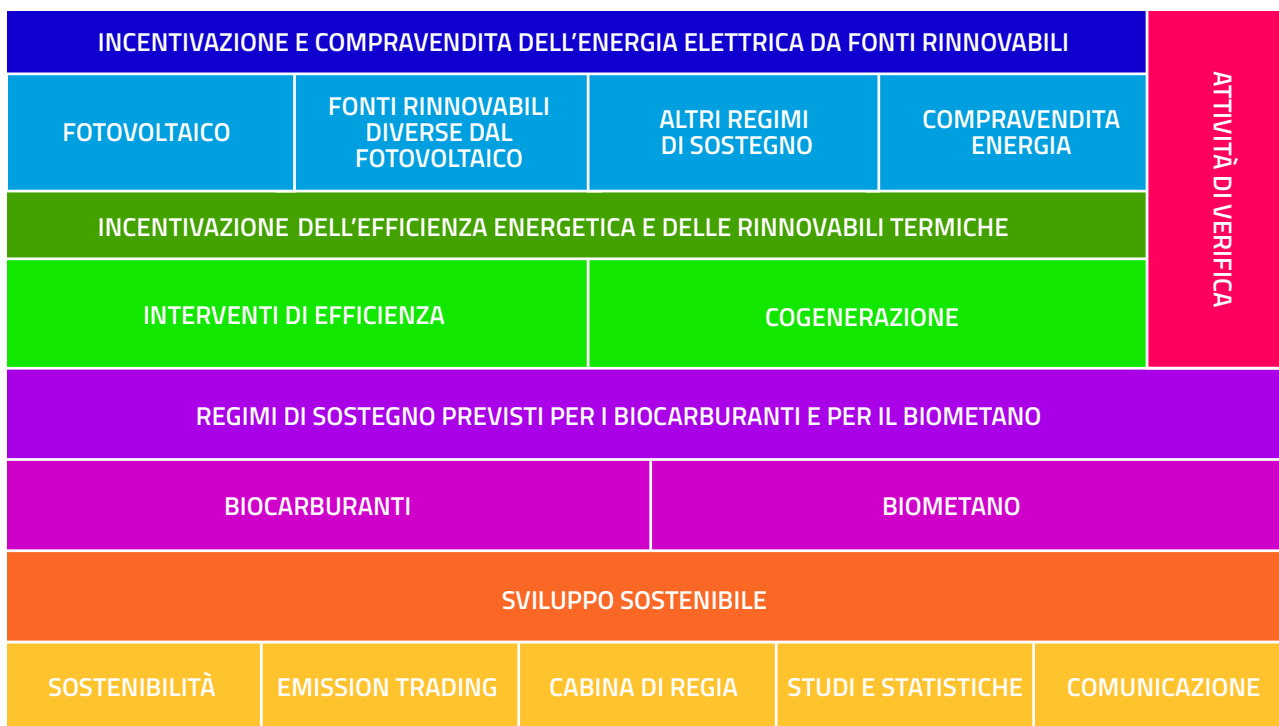 INCENTIVAZIONE E COMPRAVENDITA DELL’ENERGIA ELETTRICA DA FONTI RINNOVABILI
FOTOVOLTAICO
FONTI RINNOVABILI
DIVERSE DAL
FOTOVOLTAICO
ALTRI REGIMI
DI SOSTEGNO
COMPRAVENDITA
ENERGIA
ATTIVITÀ DI VERIFICA
INCENTIVAZIONE DELL’EFFICIENZA ENERGETICA E DELLE RINNOVABILI TERMICHE
INTERVENTI DI EFFICIENZA
COGENERAZIONE
REGIMI DI SOSTEGNO PREVISTI PER I BIOCARBURANTI E PER IL BIOMETANO
BIOCARBURANTI
BIOMETANO
SVILUPPO SOSTENIBILE
SOSTENIBILITÀ
EMISSION TRADING
CABINA DI REGIA
STUDI E STATISTICHE
COMUNICAZIONE